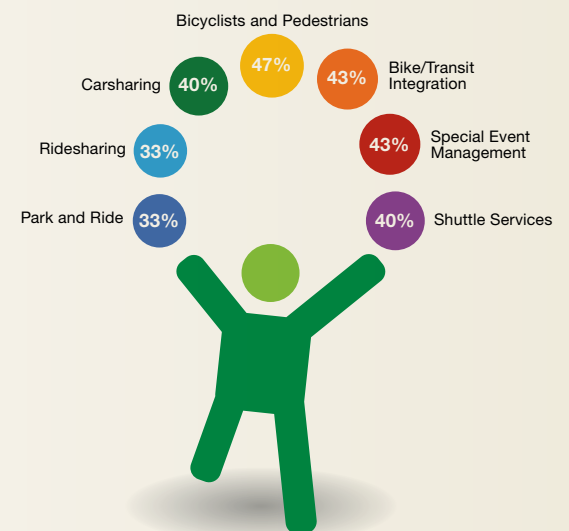 Bicyclists and Pedestrians
47%
Carsharing
40%
43%
Bike/Transit
Integration
Ridesharing
33%
43%
Special Event
Management
Park and Ride
33%
40%
Shuttle Services